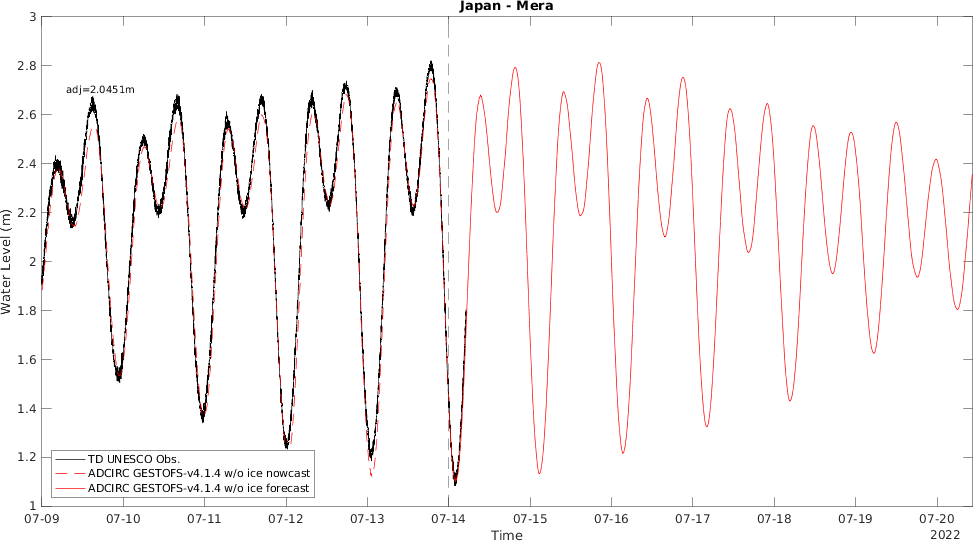 Japan - Mera
adj=2.0451m
Water Level (m)
3
2.8
2.6
2.4
2.2
2
1.8
1.6
1.4
1.2
1
TD UNESCO Obs.
ADCIRC GESTOFS-v4.1.4 w/o ice nowcast
ADCIRC GESTOFS-v4.1.4 w/o ice forecast
07-09 07-10 07-11 07-12 07-13 07-14 07-15 07-16 07-17 07-18 07-19 07-20
Time
2022